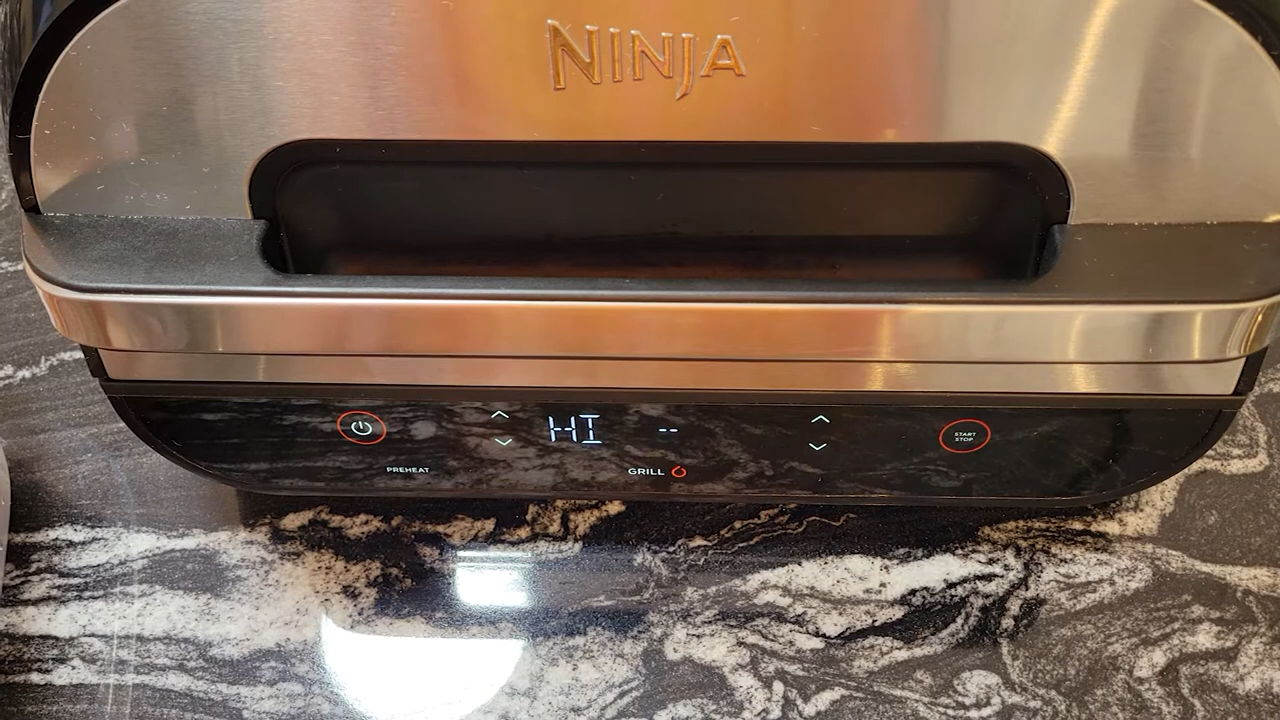 NINJA
HI --
START
STOP
PREHEAT
GRILL